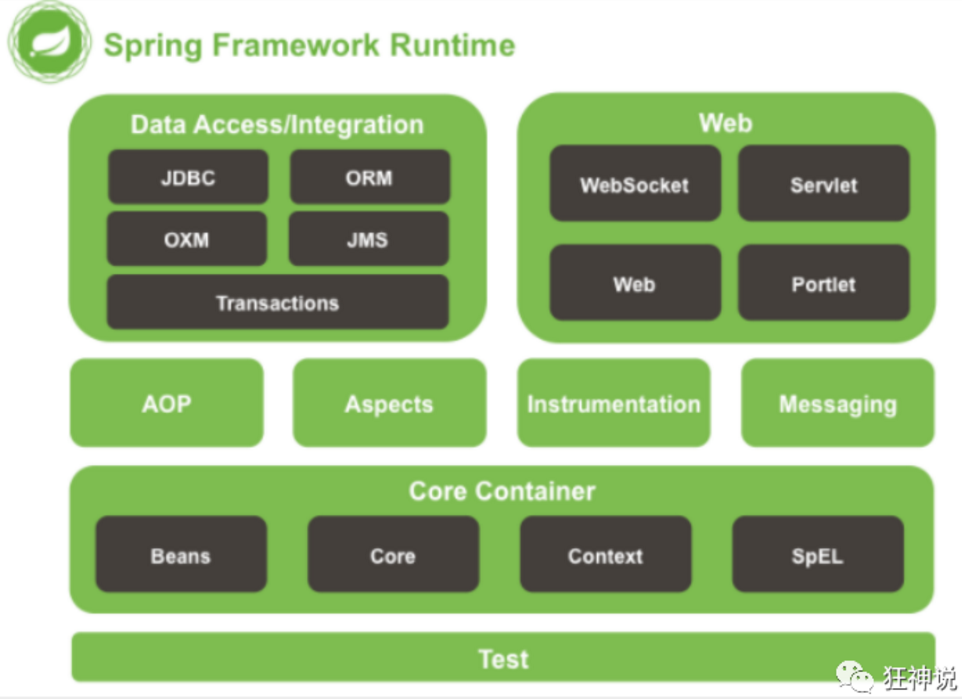 Spring Framework Runtime
Data Access/Integration
JDBC
ORM
OXM
JMS
Transactions
Web
WebSocket
Servlet
Web
Portlet
AOP
Aspects
Instrumentation
Messaging
Core Container
Beans
Core
Context
SpEL
Test
狂神说